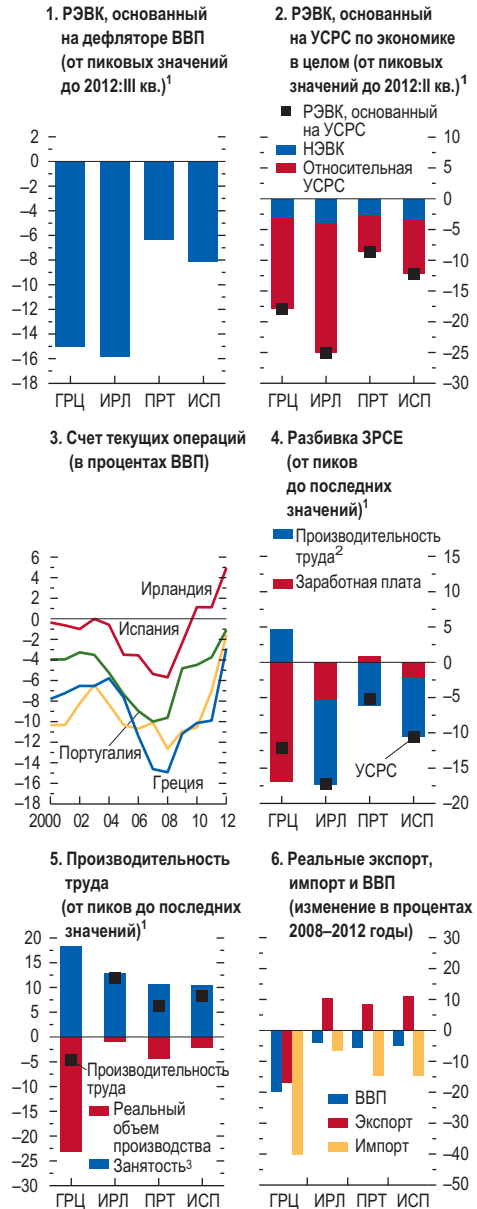 1. РЭВК, основанный
на дефляторе ВВП
(от пиковых значений
до 2012:III кв.)1
2
0
–2
–4
–6
–8
–10
–12
–14
–16
–18
ГРЦ ИРЛ ПРТ ИСП
2. РЭВК, основанный
на УСРС по экономике
в целом (от пиковых
значений до 2012:II кв.)1
РЭВК, основанный
на УСРС
НЭВК
Относительная
УСРС
10
5
0
–5
–10
–15
–20
–25
–30
ГРЦ ИРЛ ПРТ ИСП
3. Счет текущих операций
(в процентах ВВП)
6
4
2
0
–2
–4
–6
–8
–10
–12
–14
–16
–18
Ирландия
Испания
Португалия
Греция
2000 02 04 06 08 10 12
4. Разбивка ЗРСЕ
(от пиков
до последних
значений)1
Производительность
труда2
Заработная плата
15
10
5
0
–5
–10
–15
–20
УСРС
ГРЦ ИРЛ ПРТ ИСП
5. Производительность
труда
(от пиков до последних
значений)1
20
15
10
5
0
–5
–10
–15
–20
–25
–30
Производительность
труда
Реальный
объем
производства
Занятость3
ГРЦ ИРЛ ПРТ ИСП
6. Реальные экспорт,
импорт и ВВП
(изменение в процентах
2008–2012 годы)
30
20
10
0
–10
–20
–30
–40
–50
ВВП
Экспорт
Импорт
ГРЦ ИРЛ ПРТ ИСП